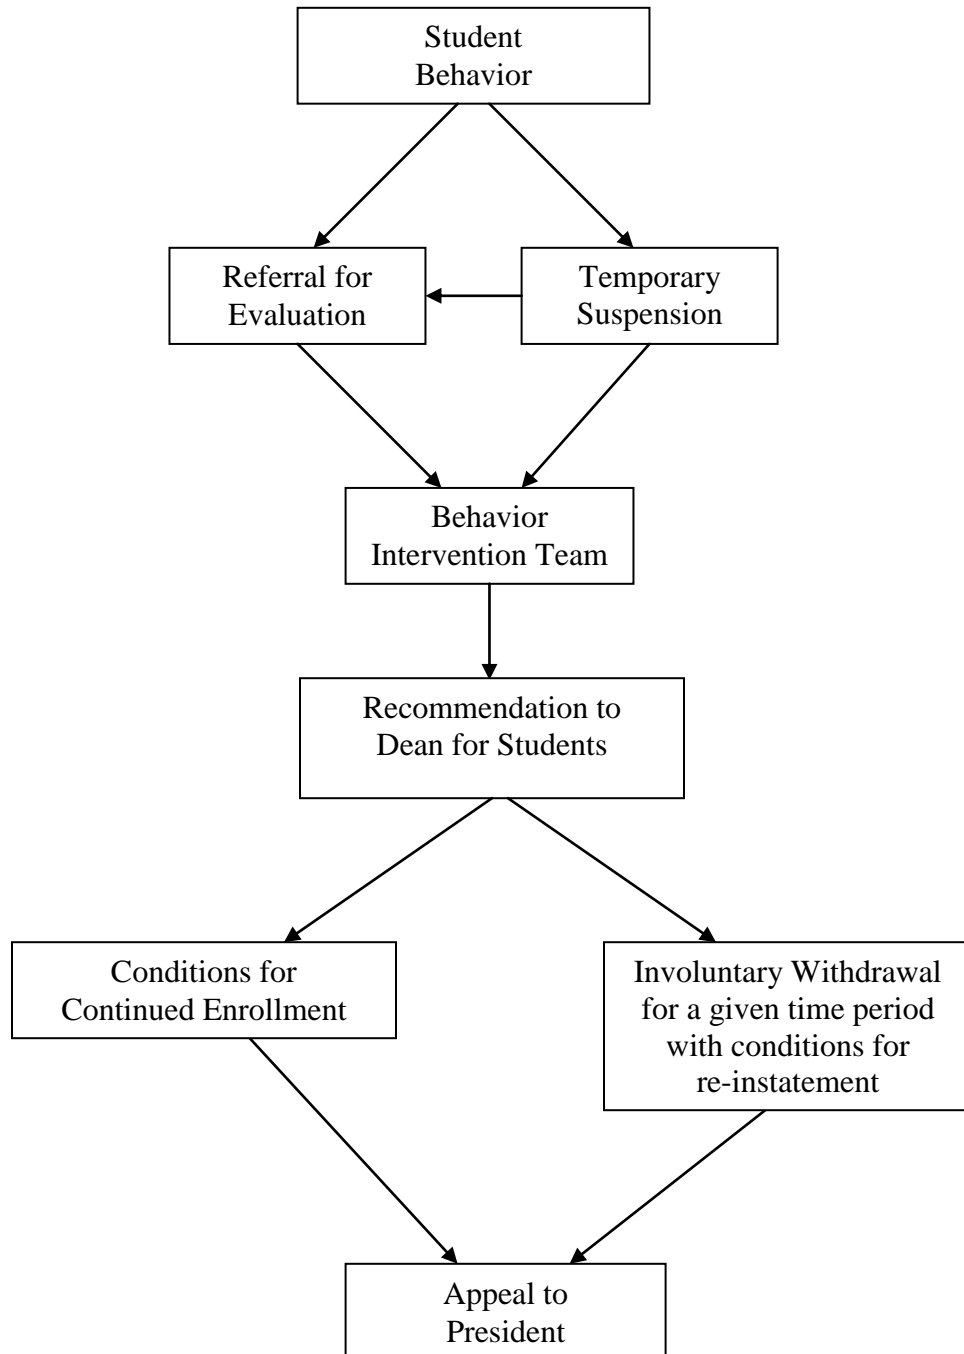 Student
Behavior
Referral for
Evaluation
Temporary
Suspension
Behavior
Intervention Team
Recommendation to
Dean for Students
Conditions for
Continued Enrollment
Involuntary Withdrawal
for a given time period
with conditions for
re-instatement
Appeal to
President